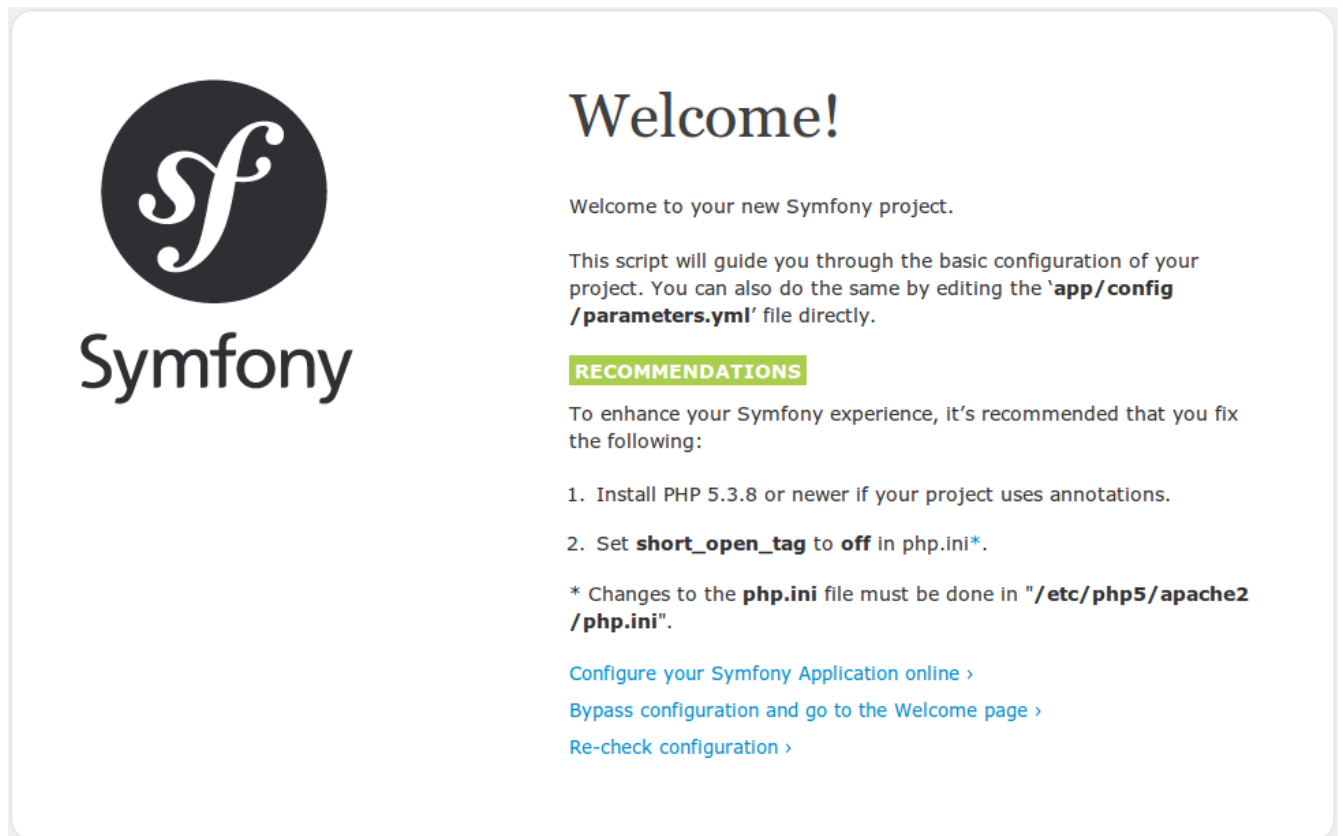 sf
Symfony
Welcome!
Welcome to your new Symfony project.
This script will guide you through the basic configuration of your
project. You can also do the same by editing the ‘app/config
/parameters.yml’ file directly.
RECOMMENDATIONS
To enhance your Symfony experience, it’s recommended that you fix
the following:
1. Install PHP 5.3.8 or newer if your project uses annotations.
2. Set short_open_tag to off in php.ini*.
* Changes to the php.ini file must be done in "/etc/php5/apache2
/php.ini".
Configure your Symfony Application online ›
Bypass configuration and go to the Welcome page ›
Re-check configuration ›